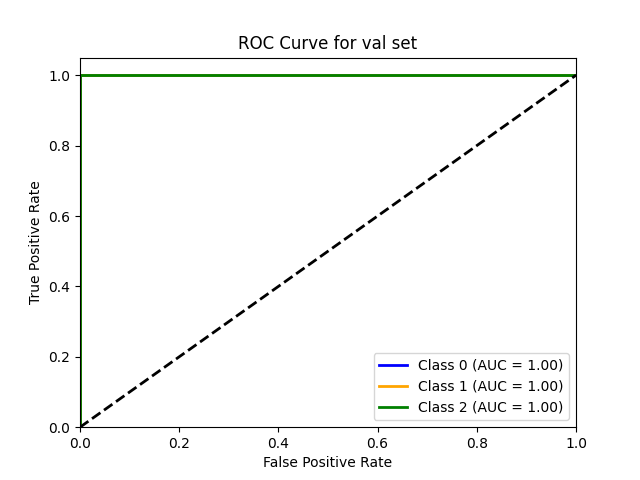 ROC Curve for val set
True Positive Rate
1.0
0.8
0.6
0.4
0.2
0.0
Class 0 (AUC = 1.00)
Class 1 (AUC = 1.00)
Class 2 (AUC = 1.00)
0.0 0.2 0.4 0.6 0.8 1.0
False Positive Rate